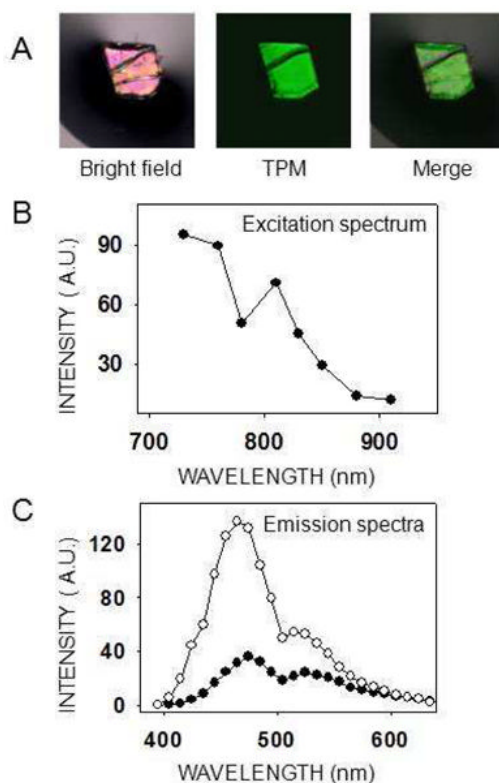 A
Bright field TPM Merge
B
Excitation spectrum
INTENSITY ( A.U.)
90
60
30
700 800 900
WAVELENGTH (nm)
C
Emission spectra
INTENSITY ( A.U.)
120
80
40
0
400 500 600
WAVELENGTH (nm)